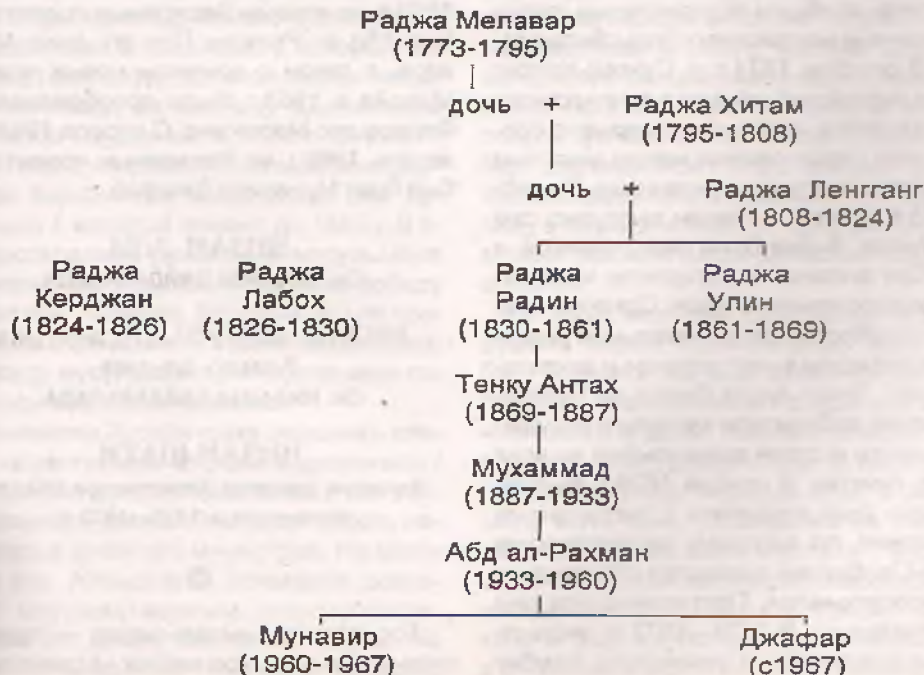 Раджа Мелавар
(1773-1795)
дочь + Раджа Хитам
(1795-1808)
дочь + Раджа Ленгганг
(1808-1824)
Раджа Раджа Раджа Раджа
Керджан Лабох Радин Улин
(1824-1826) (1826-1830) (1830-1861) (1861-1869)
Тенку Антах
(1869-1887)
Мухаммад
(1887-1933)
Абд ал-Рахман
(1933-1960)
Мунавир Джафар
(1960-1967) (с1967)